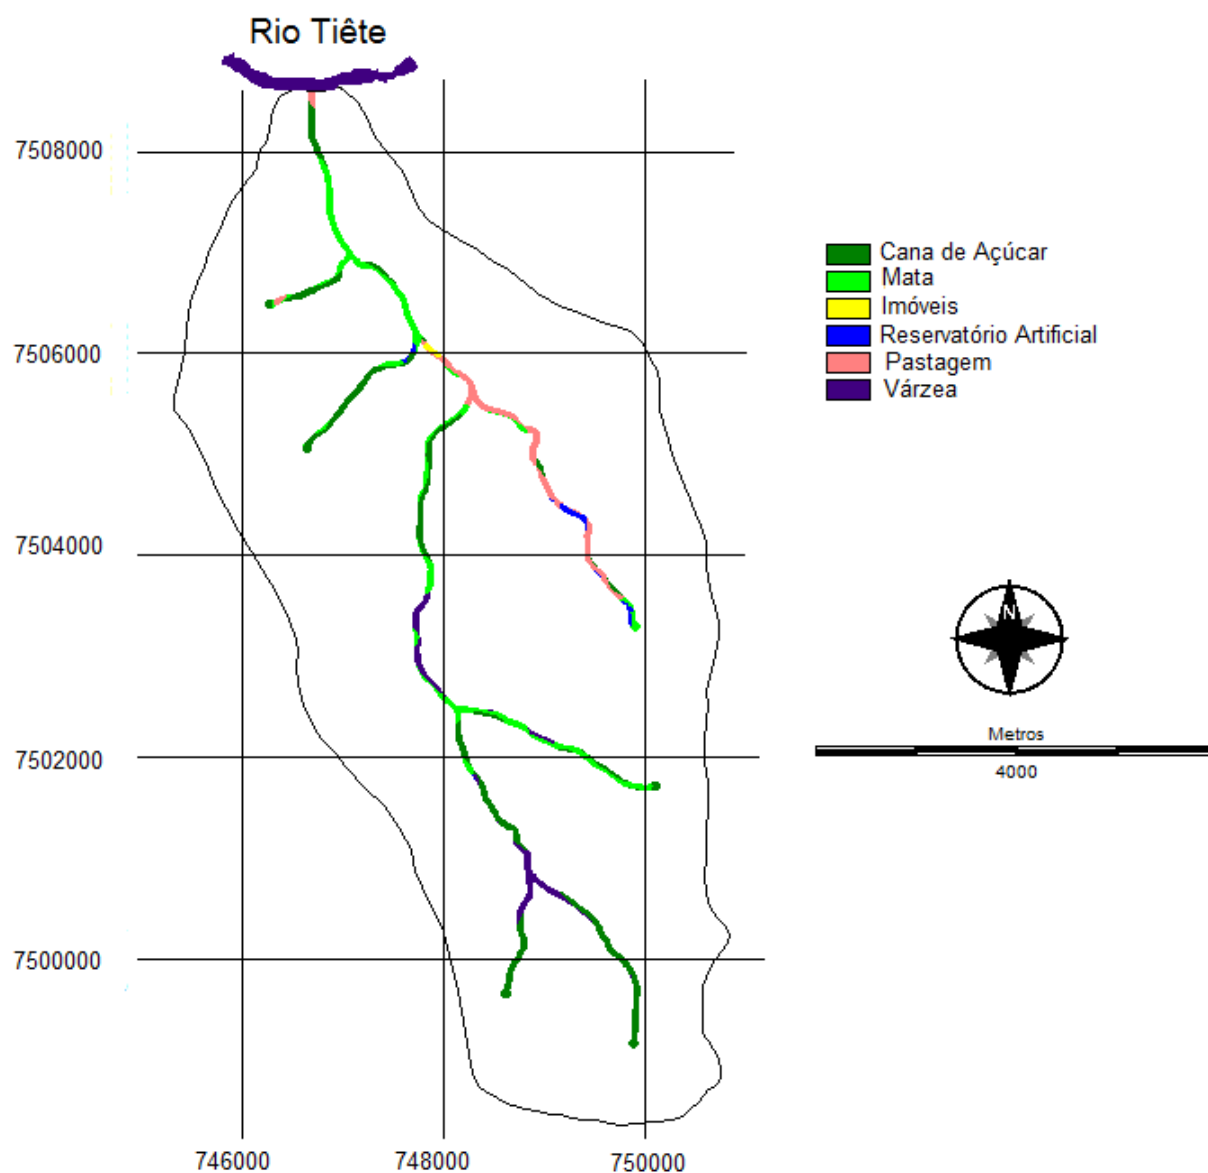 Rio Tiête
7508000
7506000
7504000
7502000
7500000
746000
748000
750000
Cana de Açúcar
Mata
Imóveis
Reservatório Artificial
Pastagem
Várzea
N
Metros
4000